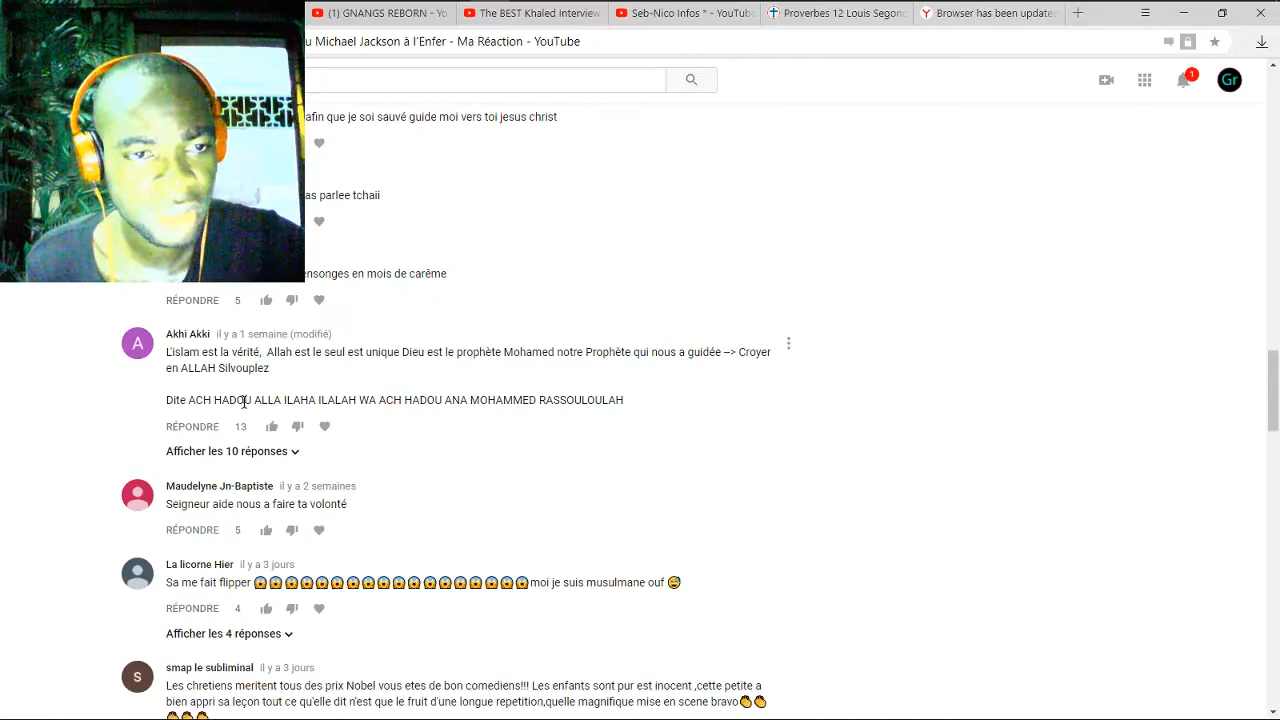 (1) GNANGS REBORN - Yo
The BEST Khaled Interview
Seb-Nico Infos * - YouTub
Proverbes 12 Louis Segonc
Browser has been update
u Michael Jackson à l'Enfer - Ma Réaction - YouTube
1
Gr
afin que je soi sauvé guide moi vers toi jesus christ
as parlee tchaii
ensonges en mois de carême
RÉPONDRE 5
A
Akhi Akki il y a 1 semaine (modifié)
L'islam est la vérité, Allah est le seul est unique Dieu est le prophète Mohamed notre Prophète qui nous a guidée --> Croyer
en ALLAH Silvouplez
Dite ACH HADOU ALLA ILAHA ILALAH WA ACH HADOU ANA MOHAMMED RASSOULOULAH
RÉPONDRE 13
Afficher les 10 réponses
Maudelyne Jn-Baptiste il y a 2 semaines
Seigneur aide nous a faire ta volonté
RÉPONDRE 5
La licorne Hier il y a 3 jours
Sa me fait flipper 😱😱😱😱😱😱😱😱😱😱😱😱😱😱😱😱😱😱moi je suis musulmane ouf 😅
RÉPONDRE 4
Afficher les 4 réponses
S
smap le subliminal il y a 3 jours
Les chretiens meritent tous des prix Nobel vous etes de bon comediens!!! Les enfants sont pur est inocent ,cette petite a
bien appri sa leçon tout ce qu'elle dit n'est que le fruit d'une longue repetition,quelle magnifique mise en scene bravo👏👏
👏👏👏